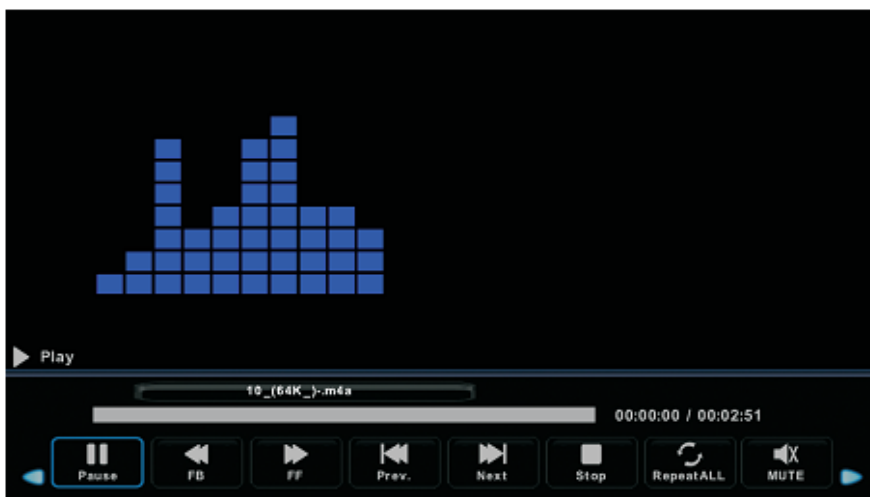 Play
10_(64K_)-.m4a
00:00:00 / 00:02:51
Pause FB FF Prev. Next Stop RepeatALL MUTE